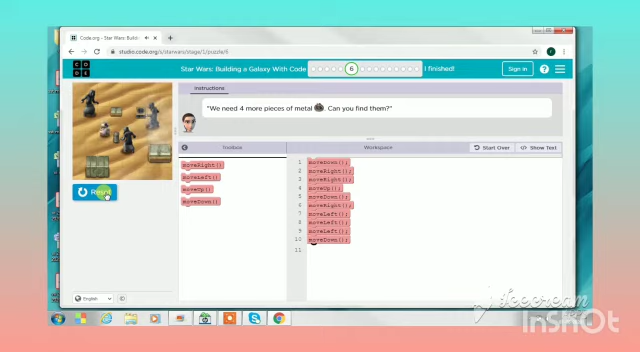 Code.org - Star Wars: Building
studio.code.org/s/starwars/stage/1/puzzle/6
C O
D E
Star Wars: Building a Galaxy With Code
6
I finished!
Sign in
Instructions
"We need 4 more pieces of metal. Can you find them?"
Toolbox
Workspace
Start Over
Show Text
moveRight()
moveLeft()
moveUp()
moveDown()
1 moveDown();
2 moveRight();
3 moveRight();
4 moveUp();
5 moveDown();
6 moveRight();
7 moveLeft();
8 moveLeft();
9 moveLeft();
10 moveDown();
11
Reset
English
Icecream
InShOt